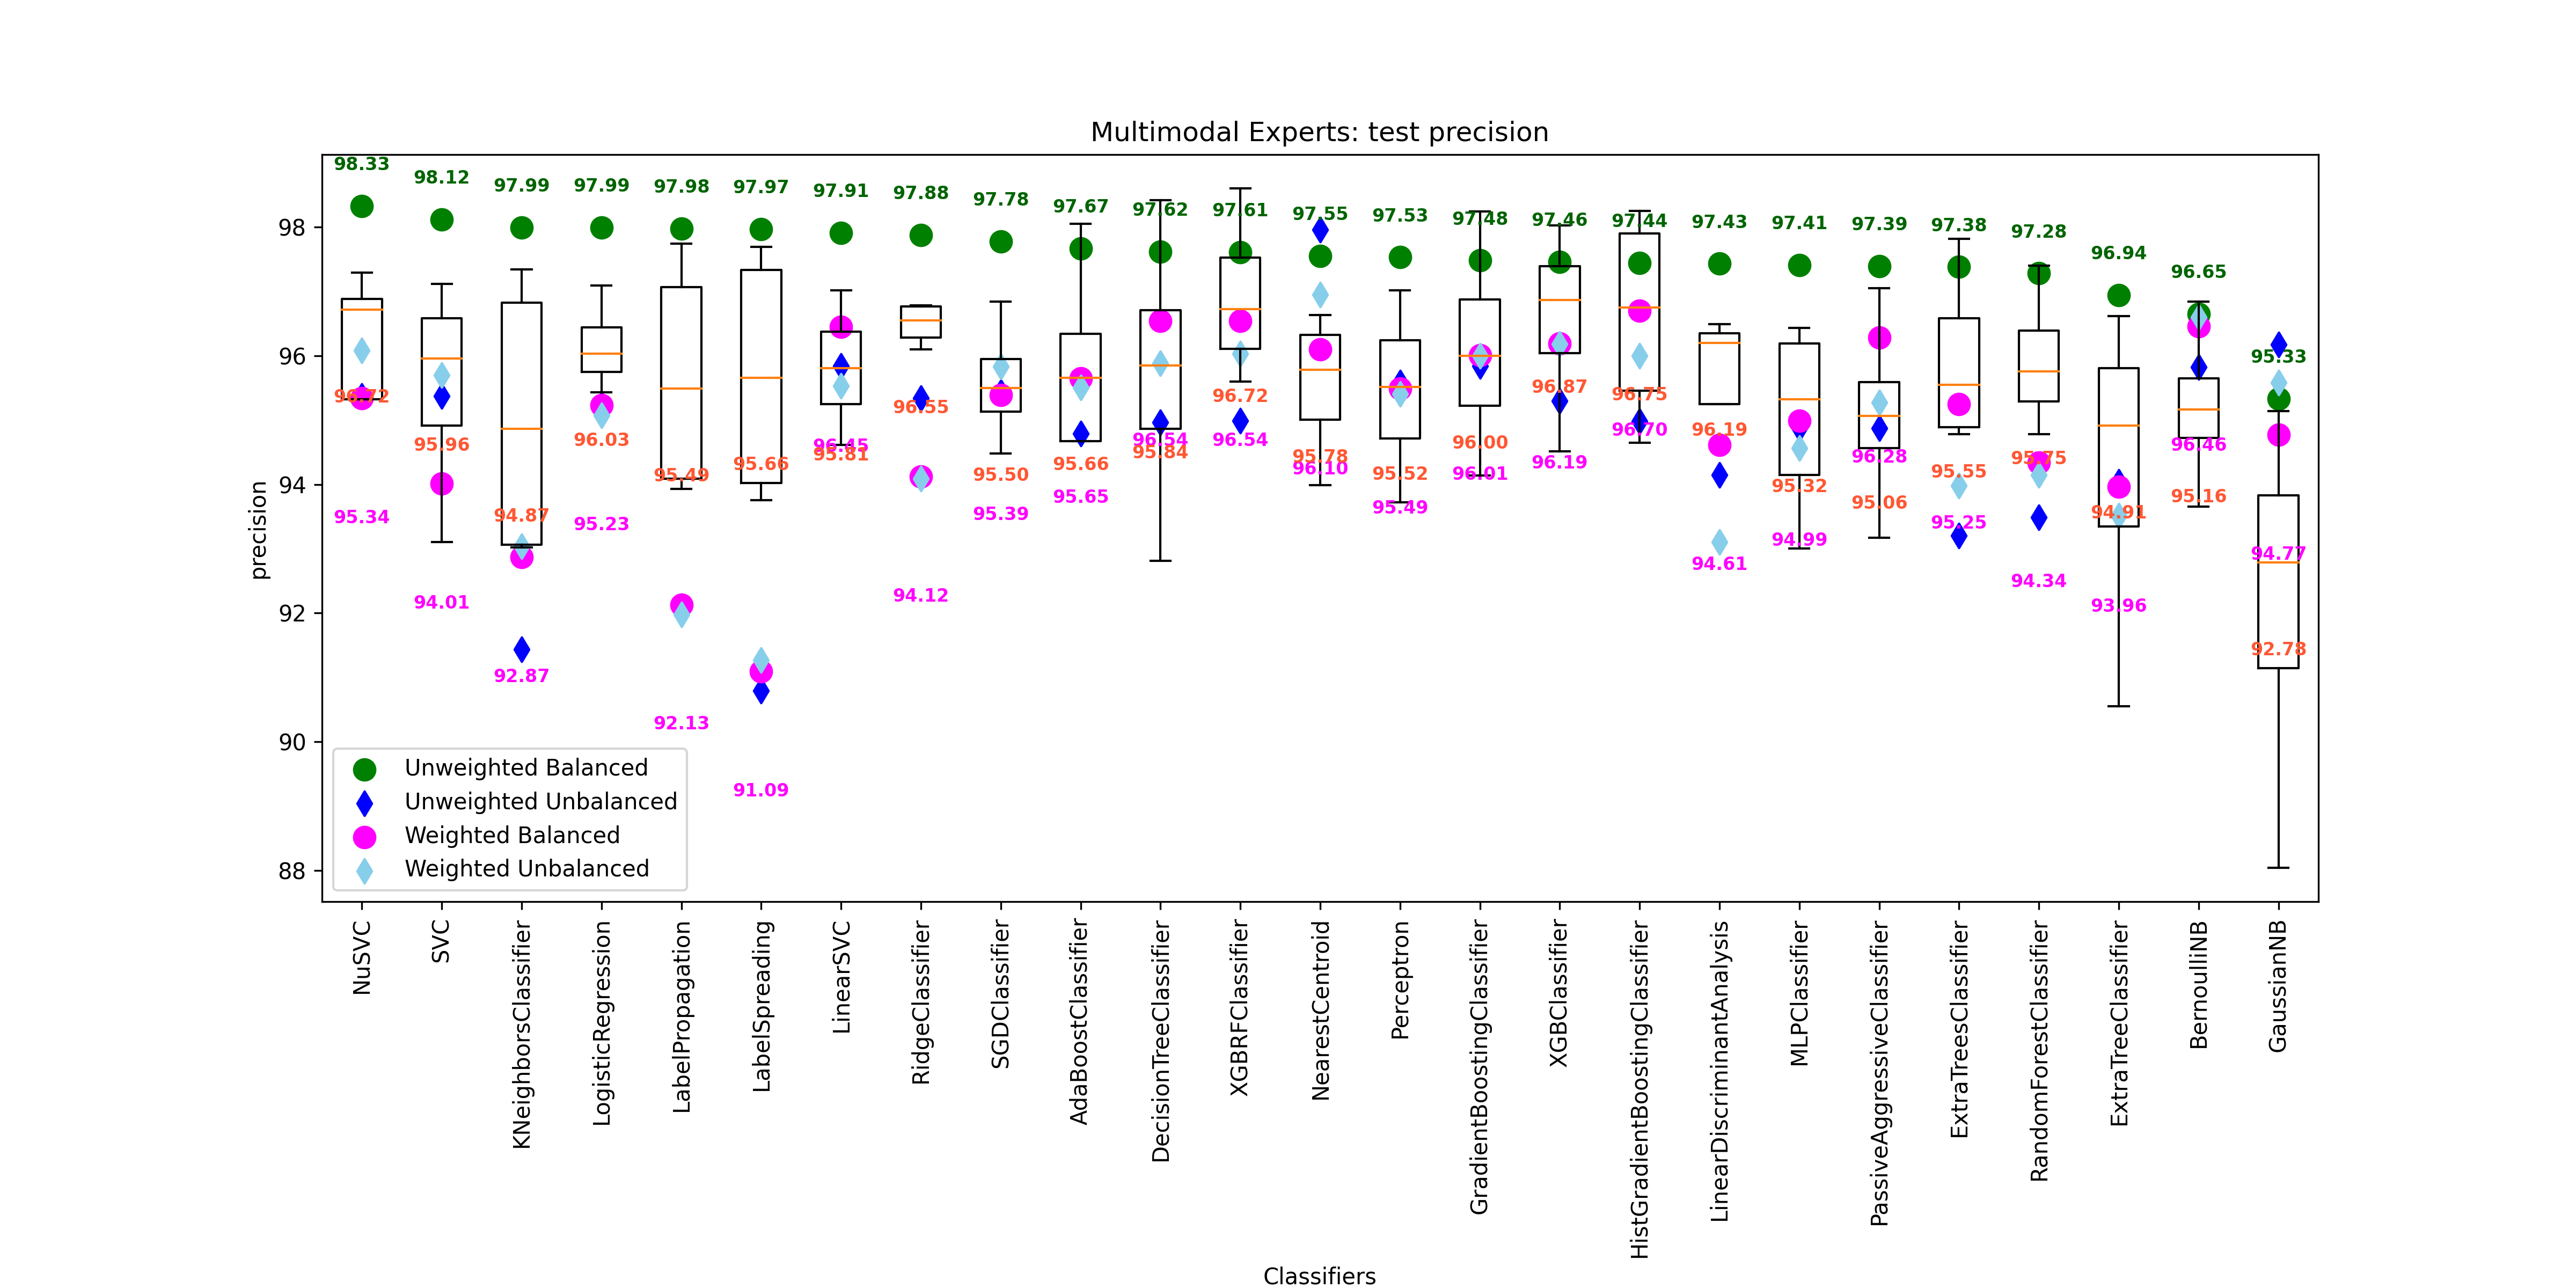 Multimodal Experts: test precision
98.33
98.12
97.99
97.99
97.98
97.97
97.91
97.88
97.78
97.67
97.62
97.61
97.55
97.53
97.48
97.46
97.44
97.43
97.41
97.39
97.38
97.28
96.94
96.65
95.33
96.72
95.96
94.87
96.03
95.49
95.66
95.81
96.55
95.50
95.66
95.84
96.72
95.78
95.52
96.00
96.87
96.75
96.19
95.32
95.06
95.55
95.75
94.91
95.16
92.78
95.34
94.01
92.87
95.23
92.13
91.09
96.45
94.12
95.39
95.65
96.54
96.54
96.10
95.49
96.01
96.19
96.70
94.61
94.99
96.28
95.25
94.34
93.96
96.46
94.77
precision
98
96
94
92
90
88
Unweighted Balanced
Unweighted Unbalanced
Weighted Balanced
Weighted Unbalanced
NuSVC
SVC
KNeighborsClassifier
LogisticRegression
LabelPropagation
LabelSpreading
LinearSVC
RidgeClassifier
SGDClassifier
AdaBoostClassifier
DecisionTreeClassifier
XGBRFClassifier
NearestCentroid
Perceptron
GradientBoostingClassifier
XGBClassifier
HistGradientBoostingClassifier
LinearDiscriminantAnalysis
MLPClassifier
PassiveAggressiveClassifier
ExtraTreesClassifier
RandomForestClassifier
ExtraTreeClassifier
BernoulliNB
GaussianNB
Classifiers